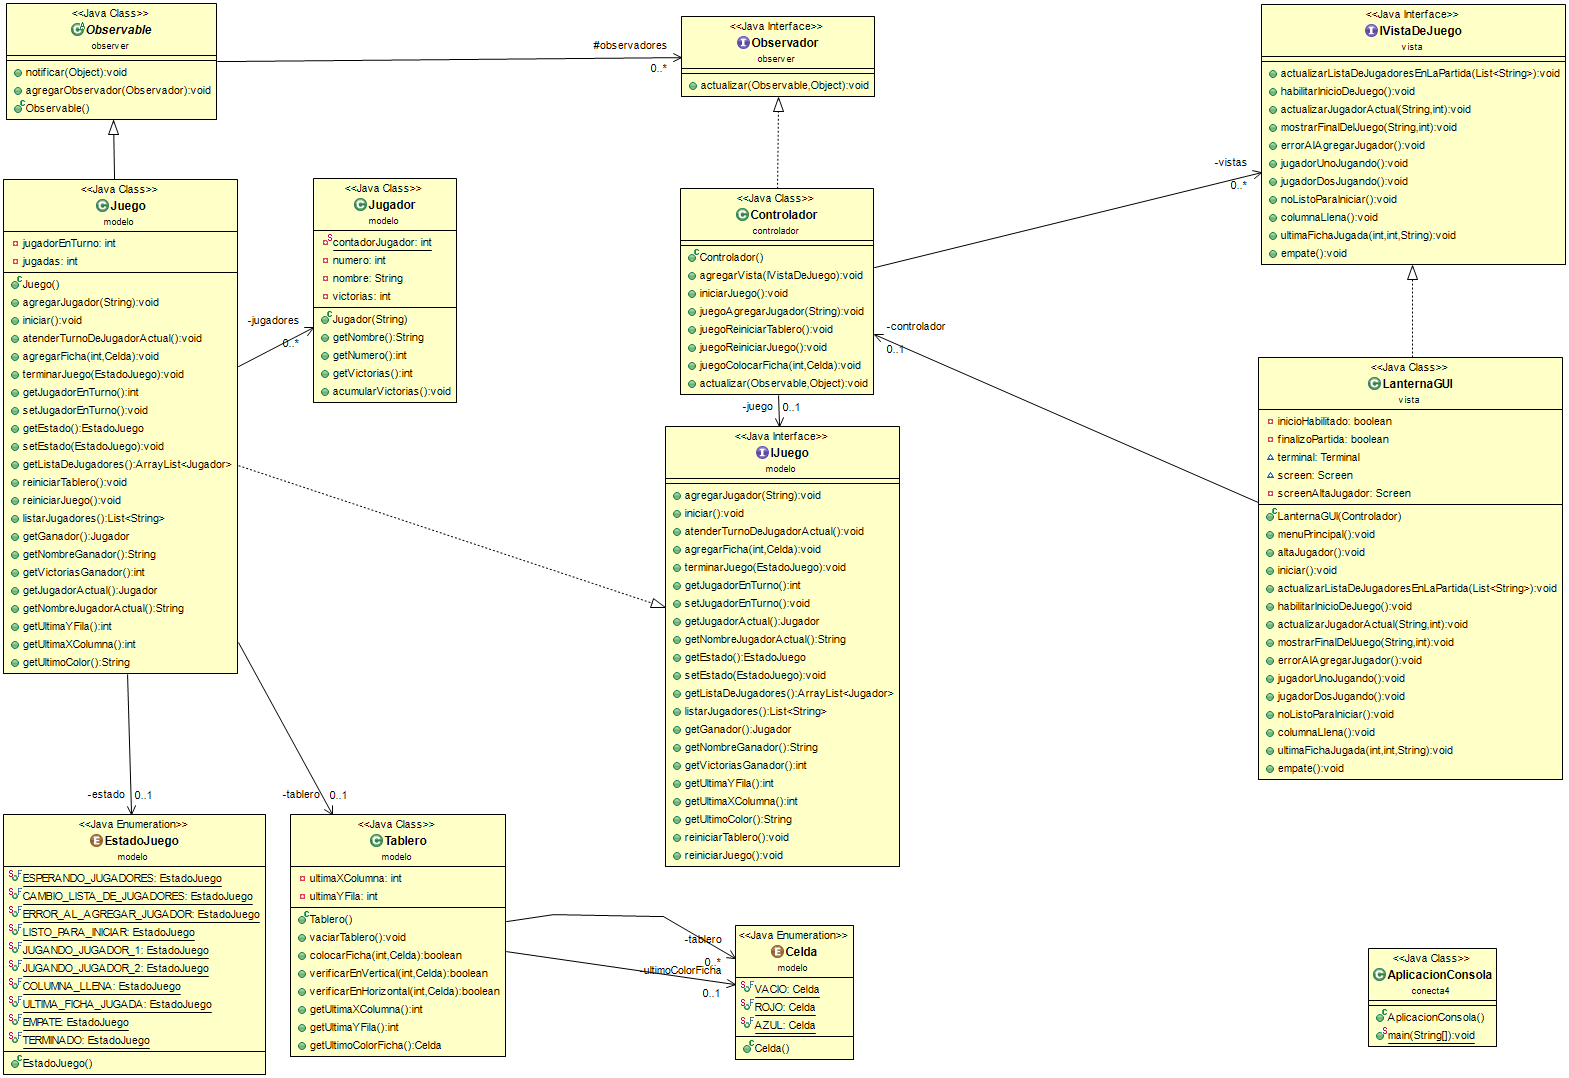 <<Java Class>>
Observable
observer
notificar(Object):void
agregarObservador(Observador):void
Observable()
#observadores
0..*
<<Java Interface>>
Observador
observer
actualizar(Observable,Object):void
<<Java Interface>>
IVistaDeJuego
vista
actualizarListaDeJugadoresEnLaPartida(List<String>):void
habilitarInicioDeJuego():void
actualizarJugadorActual(String,int):void
mostrarFinalDelJuego(String,int):void
errorAlAgregarJugador():void
jugadorUnoJugando():void
jugadorDosJugando():void
noListoParaIniciar():void
columnaLlena():void
ultimaFichaJugada(int,int,String):void
empate():void
<<Java Class>>
Juego
modelo
jugadorEnTurno: int
jugadas: int
Juego()
agregarJugador(String):void
iniciar():void
atenderTurnoDeJugadorActual():void
agregarFicha(int,Celda):void
terminarJuego(EstadoJuego):void
getJugadorEnTurno():int
setJugadorEnTurno():void
getEstado():EstadoJuego
setEstado(EstadoJuego):void
getListaDeJugadores():ArrayList<Jugador>
reiniciarTablero():void
reiniciarJuego():void
listarJugadores():List<String>
getGanador():Jugador
getNombreGanador():String
getVictoriasGanador():int
getJugadorActual():Jugador
getNombreJugadorActual():String
getUltimaYFila():int
getUltimaXColumna():int
getUltimoColor():String
-jugadores
0..*
<<Java Class>>
Jugador
modelo
contadorJugador: int
numero: int
nombre: String
victorias: int
Jugador(String)
getNombre():String
getNumero():int
getVictorias():int
acumularVictorias():void
<<Java Class>>
Controlador
controlador
Controlador()
agregarVista(IVistaDeJuego):void
iniciarJuego():void
juegoAgregarJugador(String):void
juegoReiniciarTablero():void
juegoReiniciarJuego():void
juegoColocarFicha(int,Celda):void
actualizar(Observable,Object):void
-vistas
0..*
-controlador
0..1
-juego
0..1
<<Java Interface>>
IJuego
modelo
agregarJugador(String):void
iniciar():void
atenderTurnoDeJugadorActual():void
agregarFicha(int,Celda):void
terminarJuego(EstadoJuego):void
getJugadorEnTurno():int
setJugadorEnTurno():void
getJugadorActual():Jugador
getNombreJugadorActual():String
getEstado():EstadoJuego
setEstado(EstadoJuego):void
getListaDeJugadores():ArrayList<Jugador>
listarJugadores():List<String>
getGanador():Jugador
getNombreGanador():String
getVictoriasGanador():int
getUltimaYFila():int
getUltimaXColumna():int
getUltimoColor():String
reiniciarTablero():void
reiniciarJuego():void
<<Java Class>>
LanternaGUI
vista
inicioHabilitado: boolean
finalizoPartida: boolean
terminal: Terminal
screen: Screen
screenAltaJugador: Screen
LanternaGUI(Controlador)
menuPrincipal():void
altaJugador():void
iniciar():void
actualizarListaDeJugadoresEnLaPartida(List<String>):void
habilitarInicioDeJuego():void
actualizarJugadorActual(String,int):void
mostrarFinalDelJuego(String,int):void
errorAlAgregarJugador():void
jugadorUnoJugando():void
jugadorDosJugando():void
noListoParaIniciar():void
columnaLlena():void
ultimaFichaJugada(int,int,String):void
empate():void
-estado
0..1
-tablero
0..1
<<Java Enumeration>>
EstadoJuego
modelo
ESPERANDO_JUGADORES: EstadoJuego
CAMBIO_LISTA_DE_JUGADORES: EstadoJuego
ERROR_AL_AGREGAR_JUGADOR: EstadoJuego
LISTO_PARA_INICIAR: EstadoJuego
JUGANDO_JUGADOR_1: EstadoJuego
JUGANDO_JUGADOR_2: EstadoJuego
COLUMNA_LLENA: EstadoJuego
ULTIMA_FICHA_JUGADA: EstadoJuego
EMPATE: EstadoJuego
TERMINADO: EstadoJuego
EstadoJuego()
<<Java Class>>
Tablero
modelo
ultimaXColumna: int
ultimaYFila: int
Tablero()
vaciarTablero():void
colocarFicha(int,Celda):boolean
verificarEnVertical(int,Celda):boolean
verificarEnHorizontal(int,Celda):boolean
getUltimaXColumna():int
getUltimaYFila():int
getUltimoColorFicha():Celda
-tablero
0..*
-ultimoColorFicha
0..1
<<Java Enumeration>>
Celda
modelo
VACIO: Celda
ROJO: Celda
AZUL: Celda
Celda()
<<Java Class>>
AplicacionConsola
conecta4
AplicacionConsola()
main(String[]):void